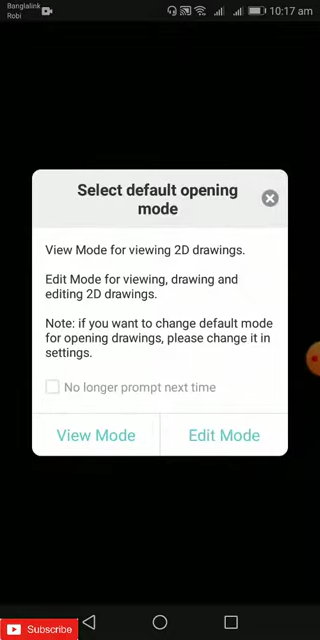 Banglalink
Robi
10:17 am
Select default opening
mode
View Mode for viewing 2D drawings.
Edit Mode for viewing, drawing and
editing 2D drawings.
Note: if you want to change default mode
for opening drawings, please change it in
settings.
No longer prompt next time
View Mode
Edit Mode
Subscribe